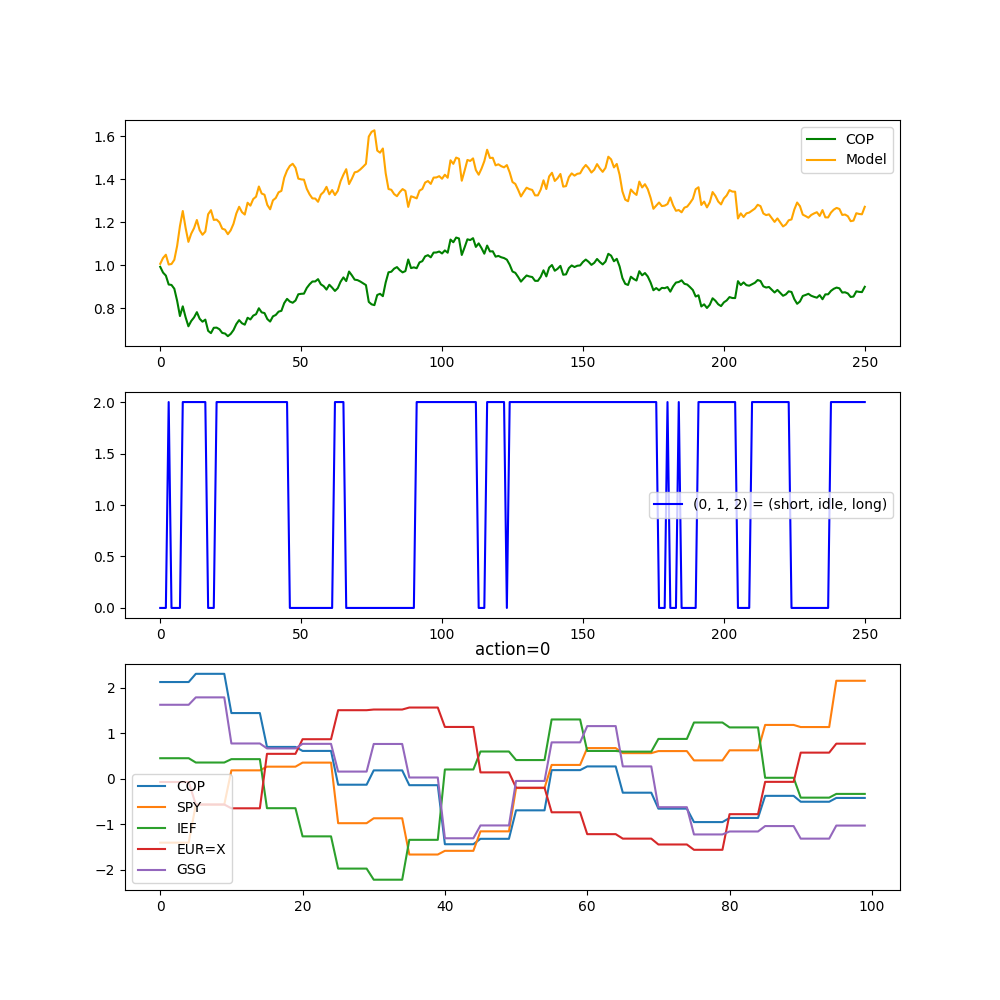 1.6
1.4
1.2
1.0
0.8
COP
Model
0 50 100 150 200 250
2.0
1.5
1.0
0.5
0.0
(0, 1, 2) = (short, idle, long)
0 50 100 150 200 250
action=0
2
1
0
−1
−2
COP
SPY
IEF
EUR=X
GSG
0 20 40 60 80 100